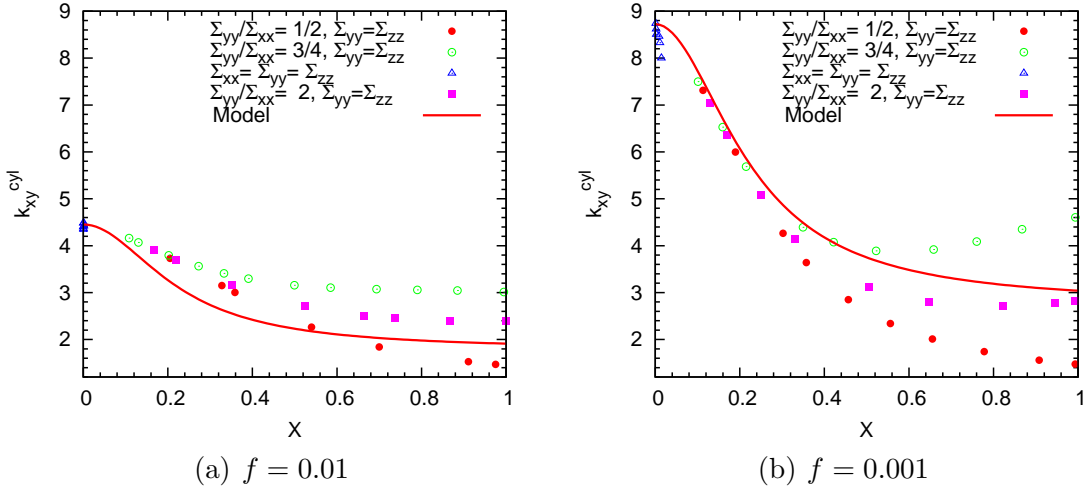 Σyy/Σxx= 1/2, Σyy=Σzz
Σyy/Σxx= 3/4, Σyy=Σzz
Σxx= Σyy= Σzz
Σyy/Σxx= 2, Σyy=Σzz
Model
9
8
7
6
5
4
3
2
k_xy^cyl
0 0.2 0.4 0.6 0.8 1
X
(a) f = 0.01
Σyy/Σxx= 1/2, Σyy=Σzz
Σyy/Σxx= 3/4, Σyy=Σzz
Σxx= Σyy= Σzz
Σyy/Σxx= 2, Σyy=Σzz
Model
9
8
7
6
5
4
3
2
k_xy^cyl
0 0.2 0.4 0.6 0.8 1
X
(b) f = 0.001